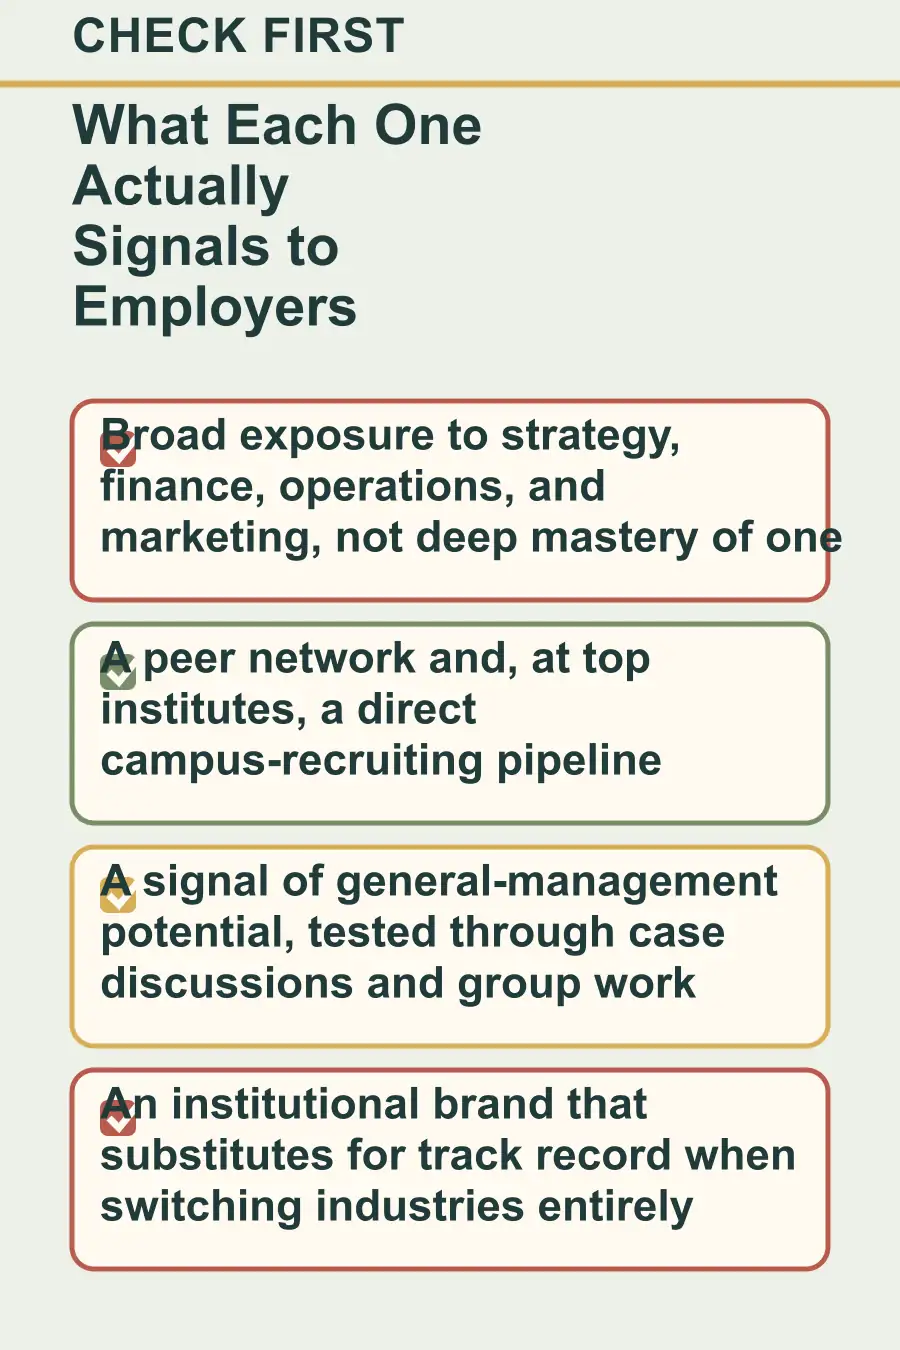 CHECK FIRST
What Each One
Actually
Signals to
Employers
Broad exposure to strategy,
finance, operations, and
marketing, not deep mastery of one
A peer network and, at top
institutes, a direct
campus-recruiting pipeline
A signal of general-management
potential, tested through case
discussions and group work
An institutional brand that
substitutes for track record when
switching industries entirely